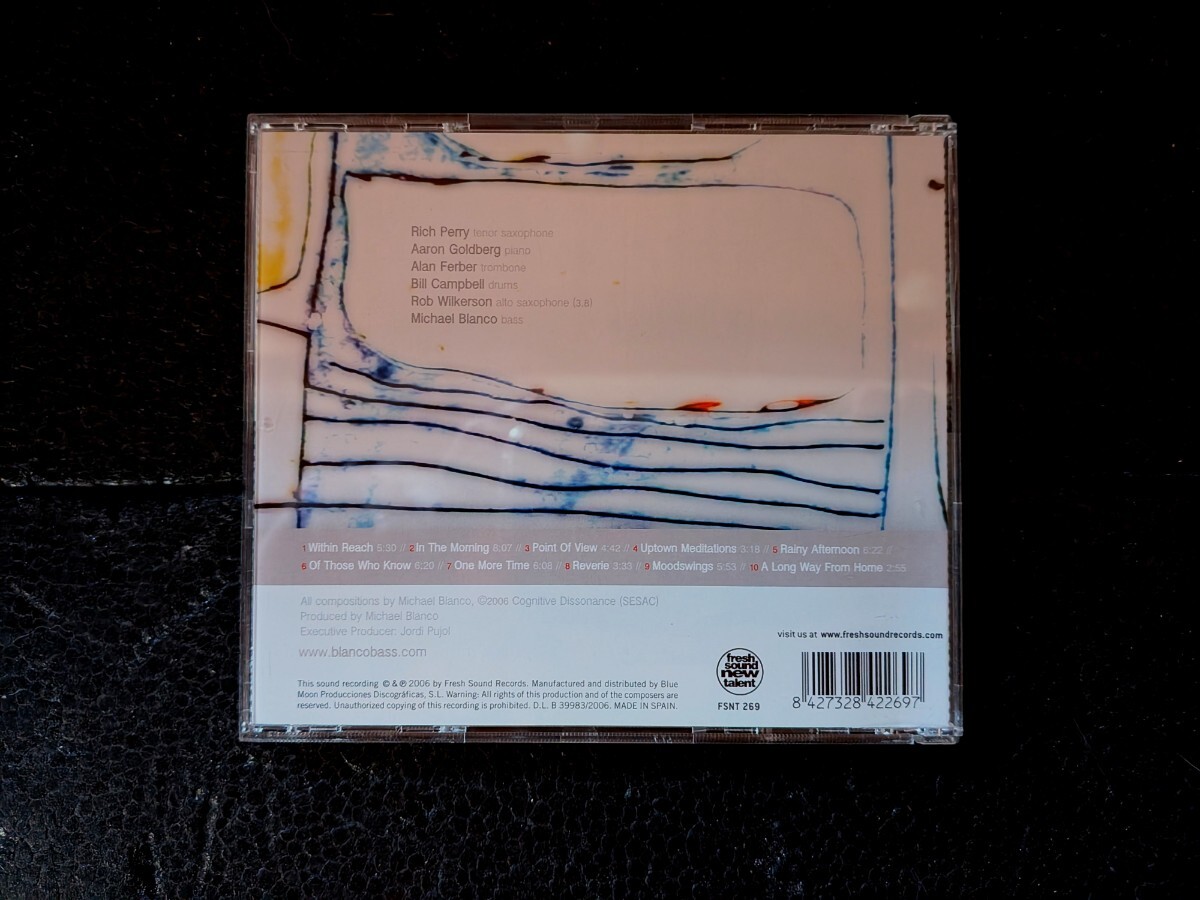 Rich Perry tenor saxophone
Aaron Goldberg piano
Alan Ferber trombone
Bill Campbell drums
Rob Wilkerson alto saxophone (3,8)
Michael Blanco bass
1 Within Reach 5:30 // 2 In The Morning 8:07 // 3 Point Of View 4:42 // 4 Uptown Meditations 3:18 // 5 Rainy Afternoon 6:22 //
6 Of Those Who Know 6:20 // 7 One More Time 6:08 // 8 Reverie 3:33 // 9 Moodswings 5:53 // 10 A Long Way From Home 2:55
All compositions by Michael Blanco, ©2006 Cognitive Dissonance (SESAC)
Produced by Michael Blanco
Executive Producer: Jordi Pujol
www.blancobass.com
visit us at www.freshsoundrecords.com
This sound recording © & ℗ 2006 by Fresh Sound Records. Manufactured and distributed by Blue
Moon Producciones Discográficas, S.L. Warning: All rights of this production and of the composers are
reserved. Unauthorized copying of this recording is prohibited. D.L. B 39983/2006. MADE IN SPAIN.
fresh
sound
new
talent
FSNT 269
8 427328 422697